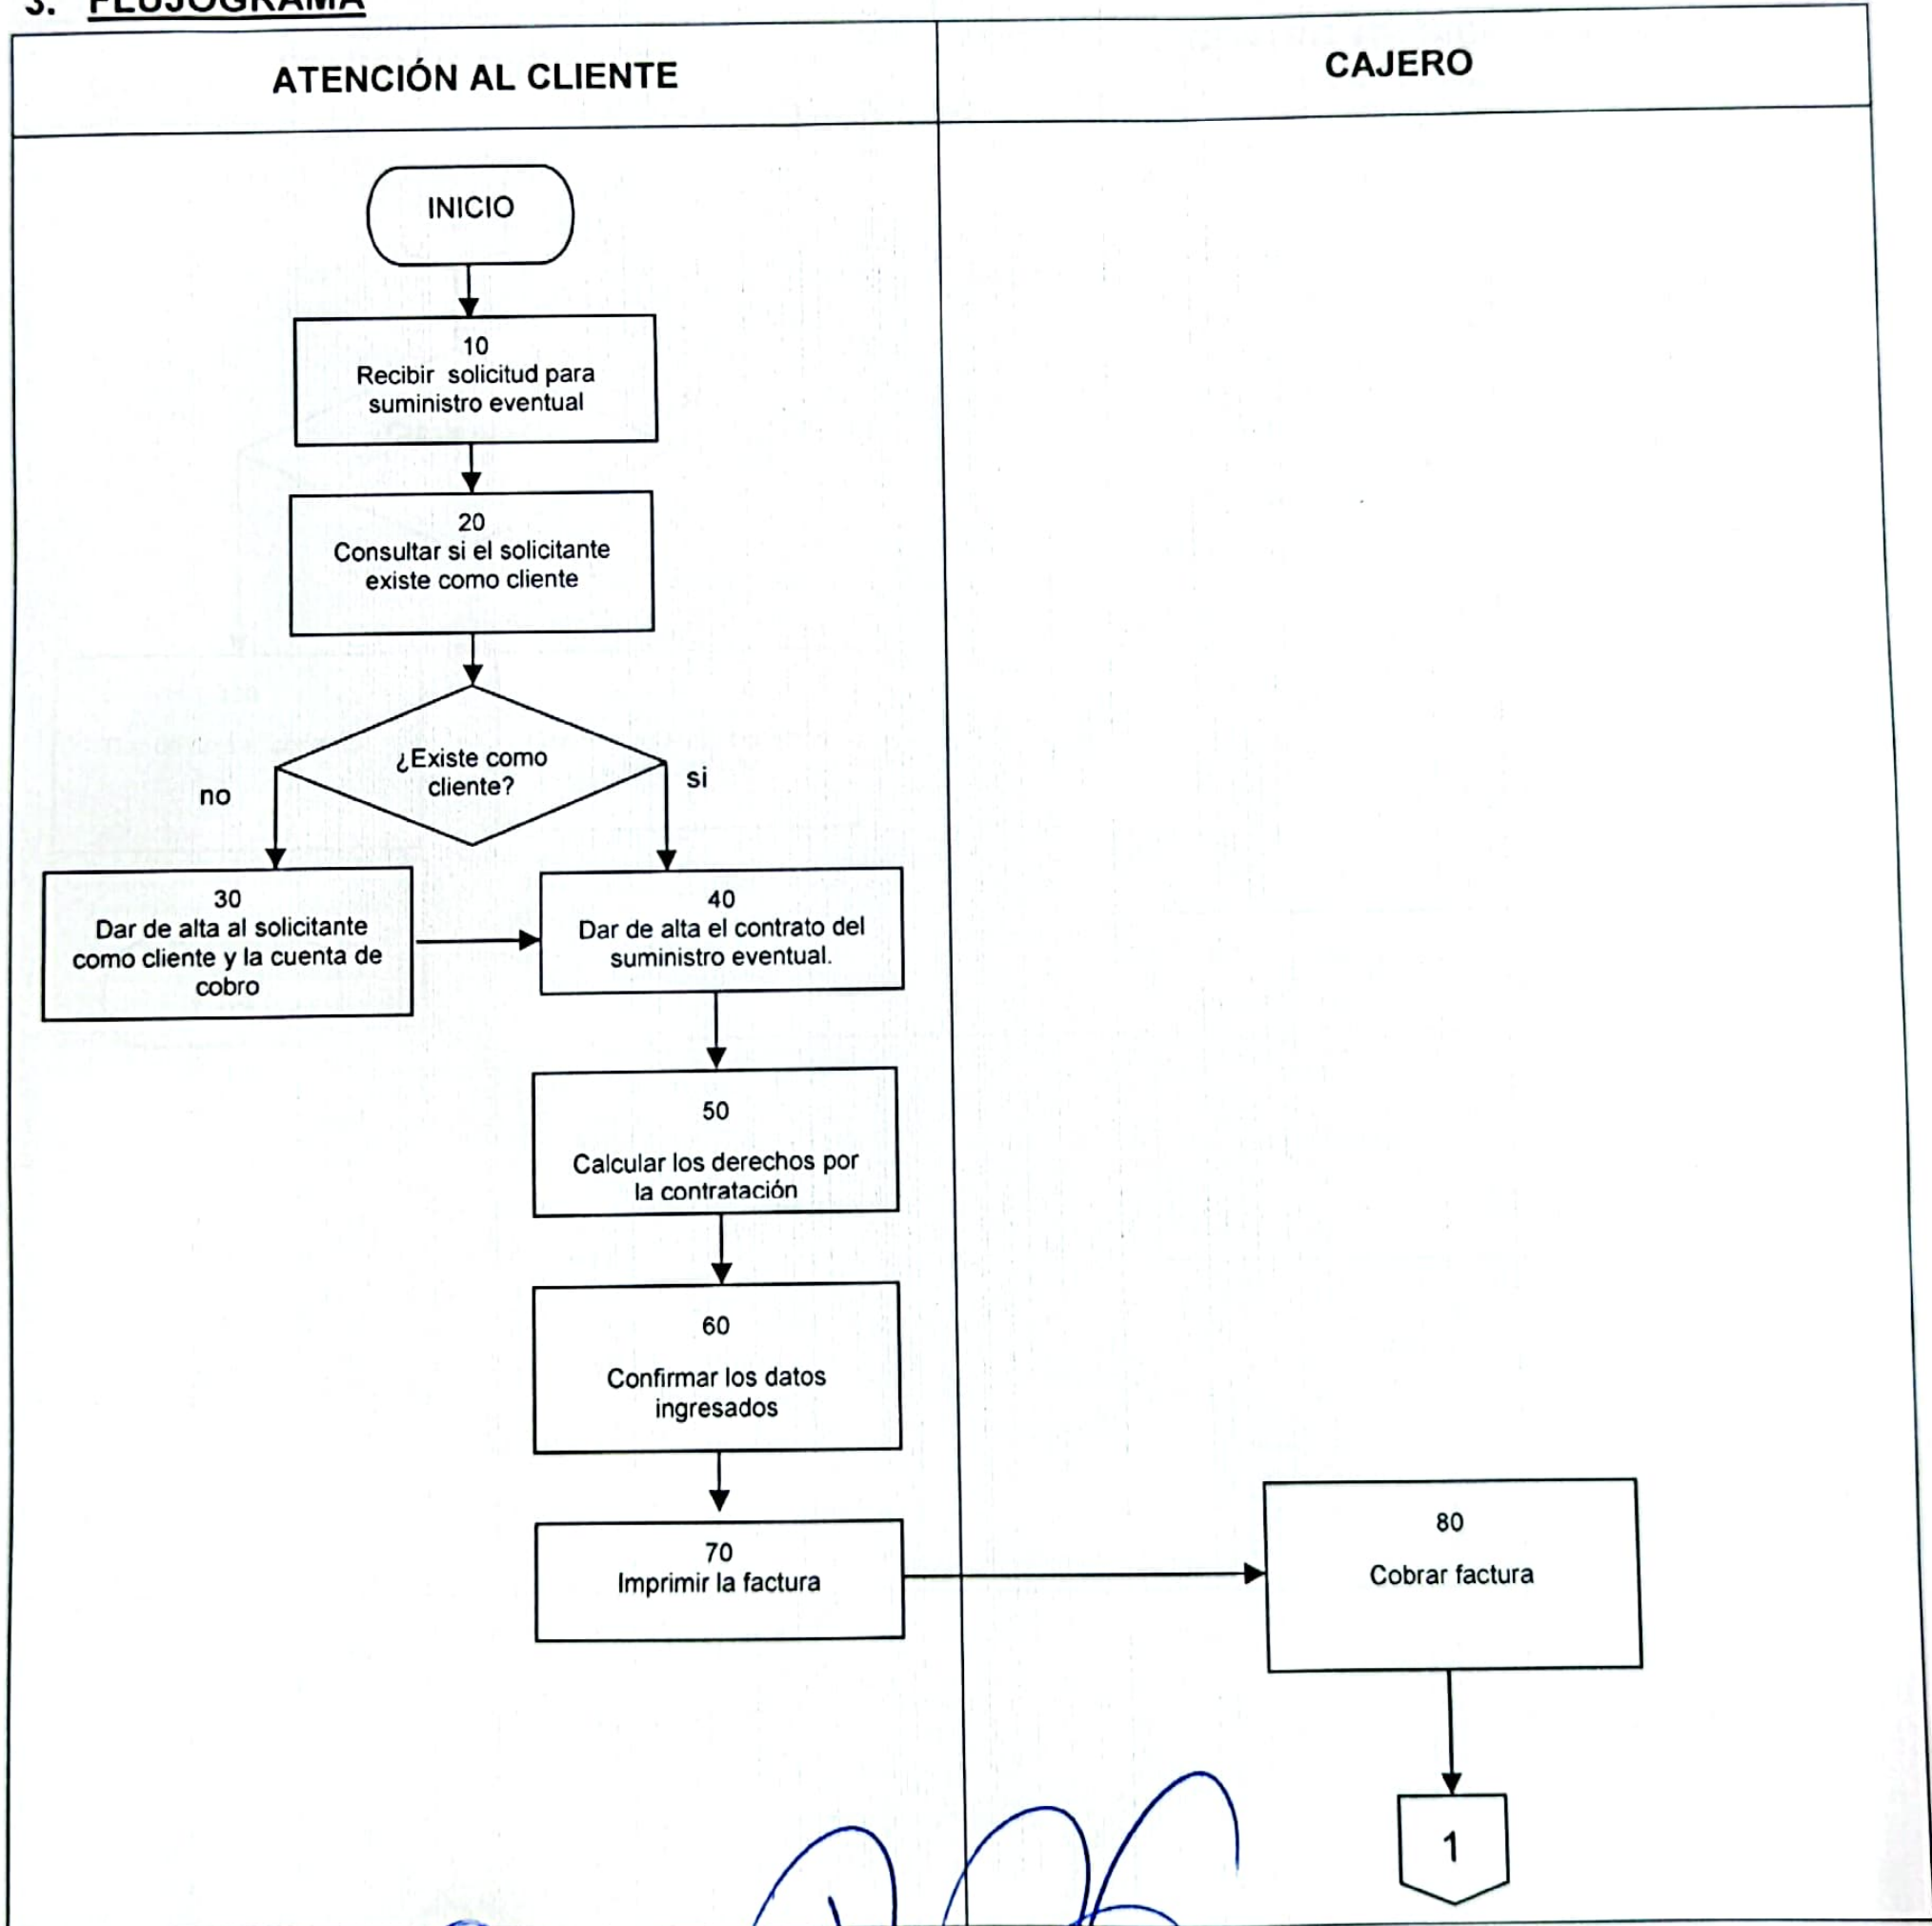 3. FLUJOGRAMA
ATENCIÓN AL CLIENTE
CAJERO
INICIO
10
Recibir solicitud para
suministro eventual
20
Consultar si el solicitante
existe como cliente
¿Existe como
cliente?
no
si
30
Dar de alta al solicitante
como cliente y la cuenta de
cobro
40
Dar de alta el contrato del
suministro eventual.
50
Calcular los derechos por
la contratación
60
Confirmar los datos
ingresados
70
Imprimir la factura
80
Cobrar factura
1